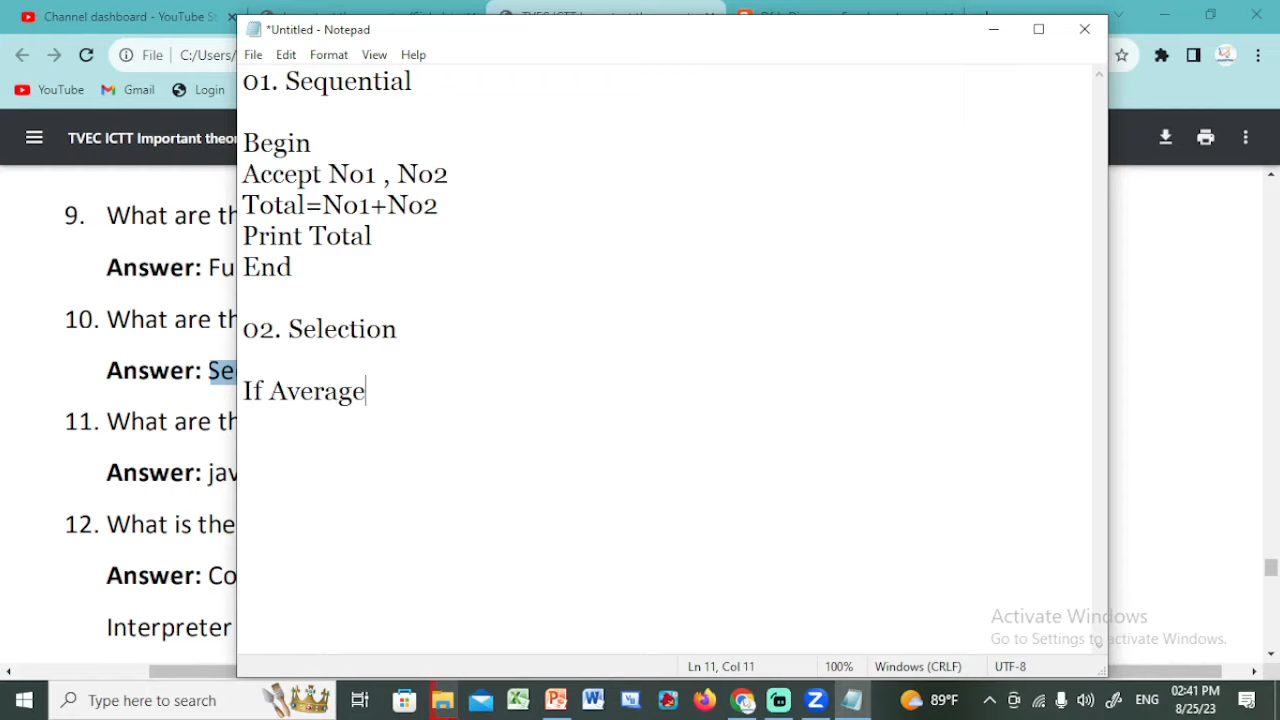 Channel dashboard - YouTube St
*Untitled - Notepad
File
C:/Users/
File Edit Format View Help
YouTube
Gmail
Login
TVEC ICTT Important theor
01. Sequential
Begin
Accept No1 , No2
Total=No1+No2
Print Total
End
02. Selection
If Average
9. What are th
Answer: Fu
10. What are th
Answer: Se
11. What are th
Answer: jav
12. What is the
Answer: Co
Interpreter
Activate Windows
Go to Settings to activate Windows.
Ln 11, Col 11
100%
Windows (CRLF)
UTF-8
Type here to search
89°F
ENG
02:41 PM
8/25/23